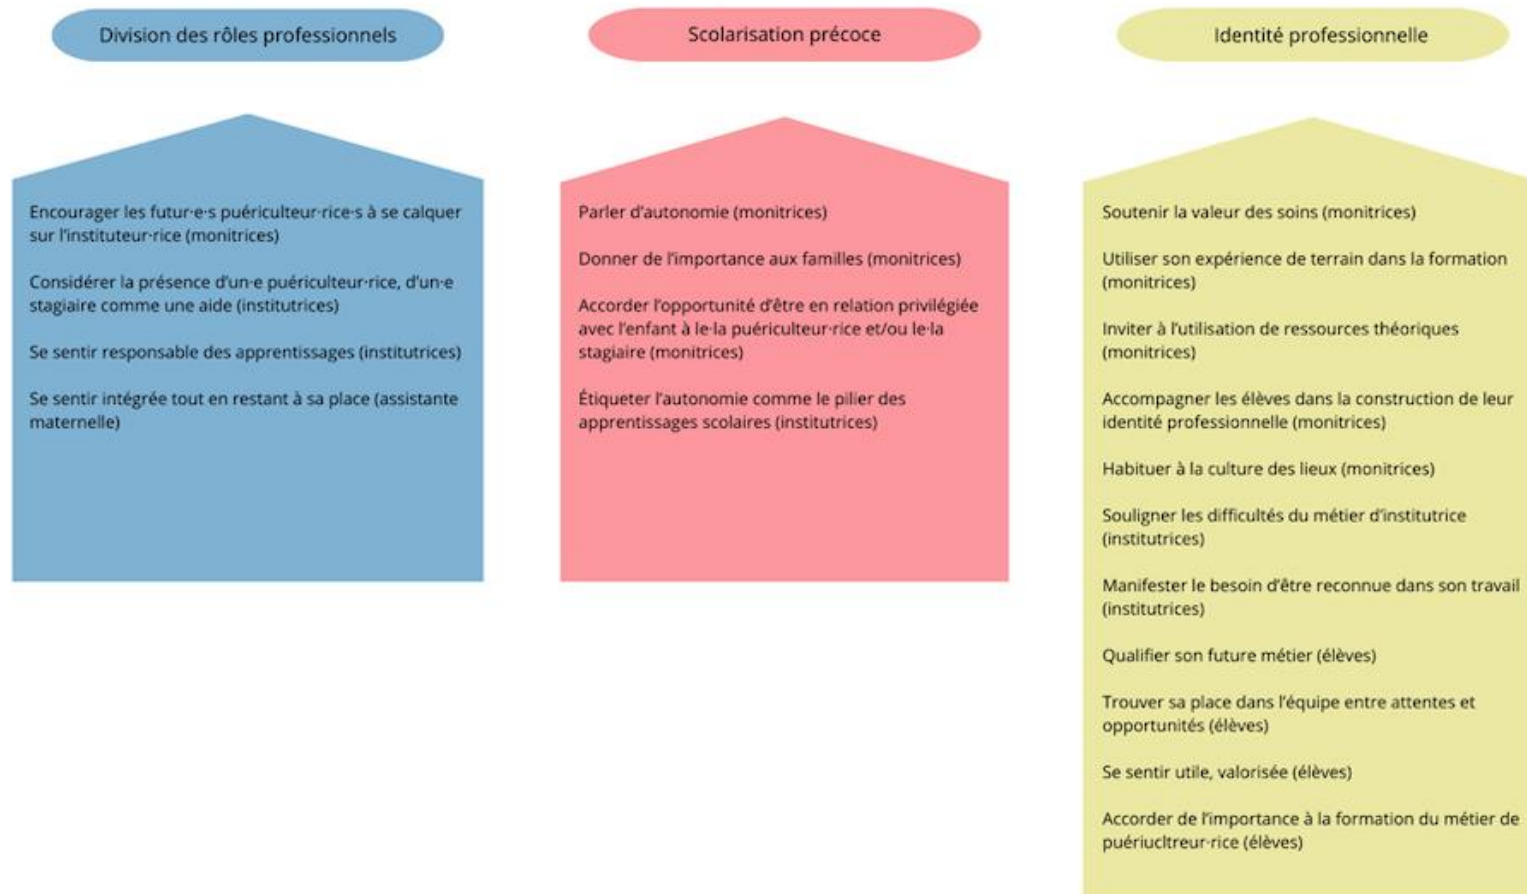 Division des rôles professionnels
Encourager les futur·e·s puériculteur·rice·s à se calquer
sur l'instituteur·rice (monitrices)
Considérer la présence d'un·e puériculteur·rice, d'un·e
stagiaire comme une aide (institutrices)
Se sentir responsable des apprentissages (institutrices)
Se sentir intégrée tout en restant à sa place (assistante
maternelle)
Scolarisation précoce
Parler d'autonomie (monitrices)
Donner de l'importance aux familles (monitrices)
Accorder l'opportunité d'être en relation privilégiée
avec l'enfant à le·la puériculteur·rice et/ou le·la
stagiaire (monitrices)
Étiqueter l'autonomie comme le pilier des
apprentissages scolaires (institutrices)
Identité professionnelle
Soutenir la valeur des soins (monitrices)
Utiliser son expérience de terrain dans la formation
(monitrices)
Inviter à l'utilisation de ressources théoriques
(monitrices)
Accompagner les élèves dans la construction de leur
identité professionnelle (monitrices)
Habituer à la culture des lieux (monitrices)
Souligner les difficultés du métier d'institutrice
(institutrices)
Manifester le besoin d'être reconnue dans son travail
(institutrices)
Qualifier son future métier (élèves)
Trouver sa place dans l'équipe entre attentes et
opportunités (élèves)
Se sentir utile, valorisée (élèves)
Accorder de l'importance à la formation du métier de
puériucltreur·rice (élèves)